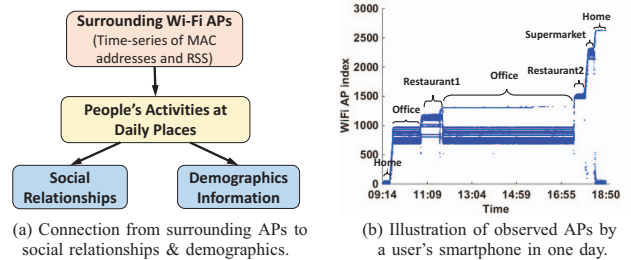 Surrounding Wi-Fi APs
(Time-series of MAC
addresses and RSS)
People's Activities at
Daily Places
Social
Relationships
Demographics
Information
(a) Connection from surrounding APs to
social relationships & demographics.
WiFi AP index
3000
2500
2000
1500
1000
500
0
Home
Office
Restaurant1
Office
Restaurant2
Supermarket
Home
09:14 11:09 13:04 14:59 16:55 18:50
Time
(b) Illustration of observed APs by
a user's smartphone in one day.